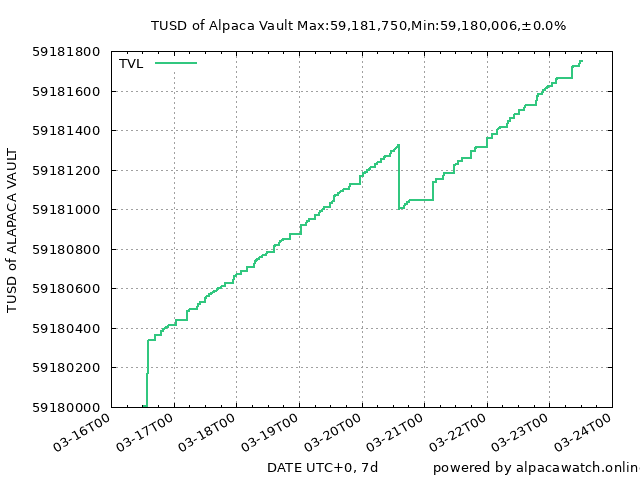 TUSD of Alpaca Vault Max:59,181,750,Min:59,180,006,±0.0%
TVL
59181800
59181600
59181400
59181200
59181000
59180800
59180600
59180400
59180200
59180000
TUSD of ALAPACA VAULT
03-16T00
03-17T00
03-18T00
03-19T00
03-20T00
03-21T00
03-22T00
03-23T00
03-24T00
DATE UTC+0, 7d
powered by alpacawatch.onlin